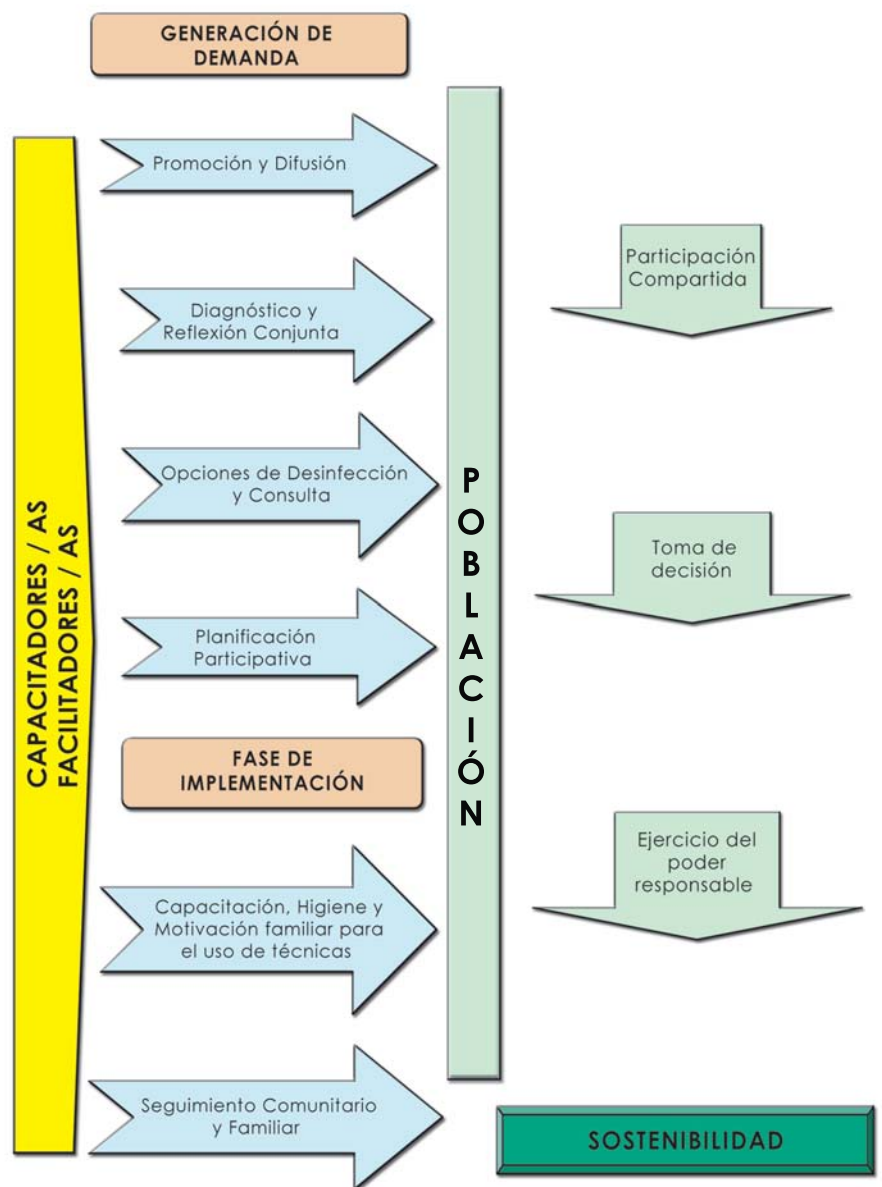 GENERACIÓN DE
DEMANDA
CAPACITADORES / AS
FACILITADORES / AS
Promoción y Difusión
Diagnóstico y
Reflexión Conjunta
Opciones de Desinfección
y Consulta
Planificación
Participativa
FASE DE
IMPLEMENTACIÓN
Capacitación, Higiene y
Motivación familiar para
el uso de técnicas
Seguimiento Comunitario
y Familiar
POBLACIÓN
Participación
Compartida
Toma de
decisión
Ejercicio del
poder
responsable
SOSTENIBILIDAD